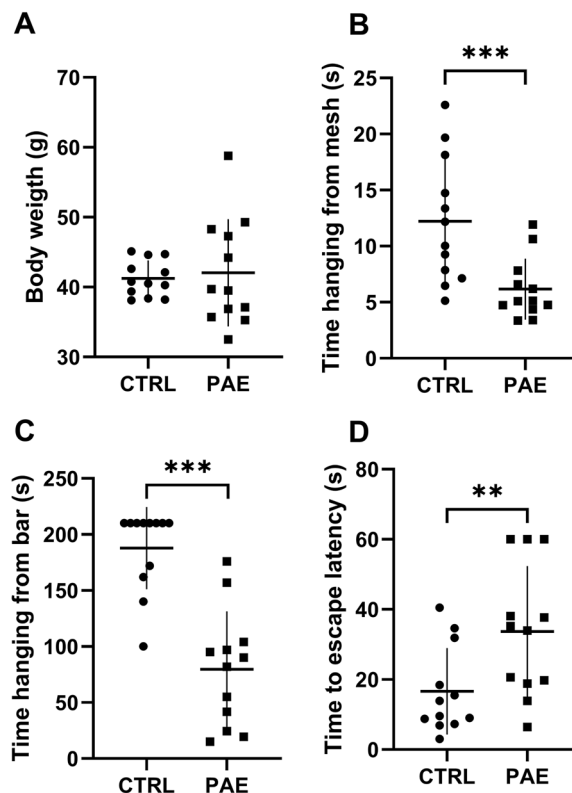 A
Body weigth (g)
70
60
50
40
30
CTRL
PAE
B
***
Time hanging from mesh (s)
25
20
15
10
5
0
CTRL
PAE
C
***
Time hanging from bar (s)
250
200
150
100
50
0
CTRL
PAE
D
**
Time to escape latency (s)
80
60
40
20
0
CTRL
PAE